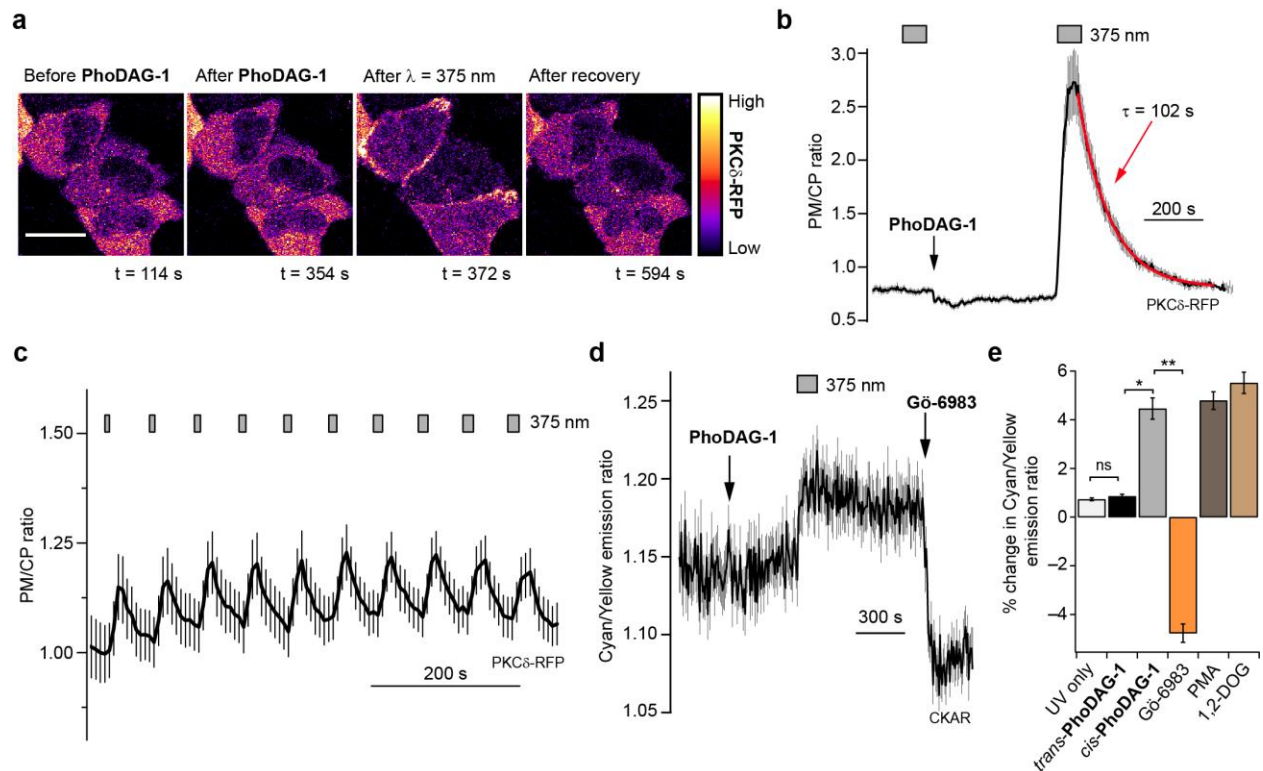 a
Before PhoDAG-1
After PhoDAG-1
After λ = 375 nm
After recovery
High
PKCδ-RFP
Low
t = 114 s
t = 354 s
t = 372 s
t = 594 s
b
375 nm
3.0
2.5
2.0
1.5
1.0
0.5
PM/CP ratio
PhoDAG-1
τ = 102 s
200 s
PKCδ-RFP
c
375 nm
1.50
1.25
1.00
PM/CP ratio
200 s
PKCδ-RFP
d
375 nm
Gö-6983
PhoDAG-1
1.25
1.20
1.15
1.10
1.05
Cyan/Yellow emission ratio
300 s
CKAR
e
% change in Cyan/Yellow
emission ratio
6
4
2
0
−2
−4
ns
*
**
UV only
trans-PhoDAG-1
cis-PhoDAG-1
Gö-6983
PMA
1,2-DOG